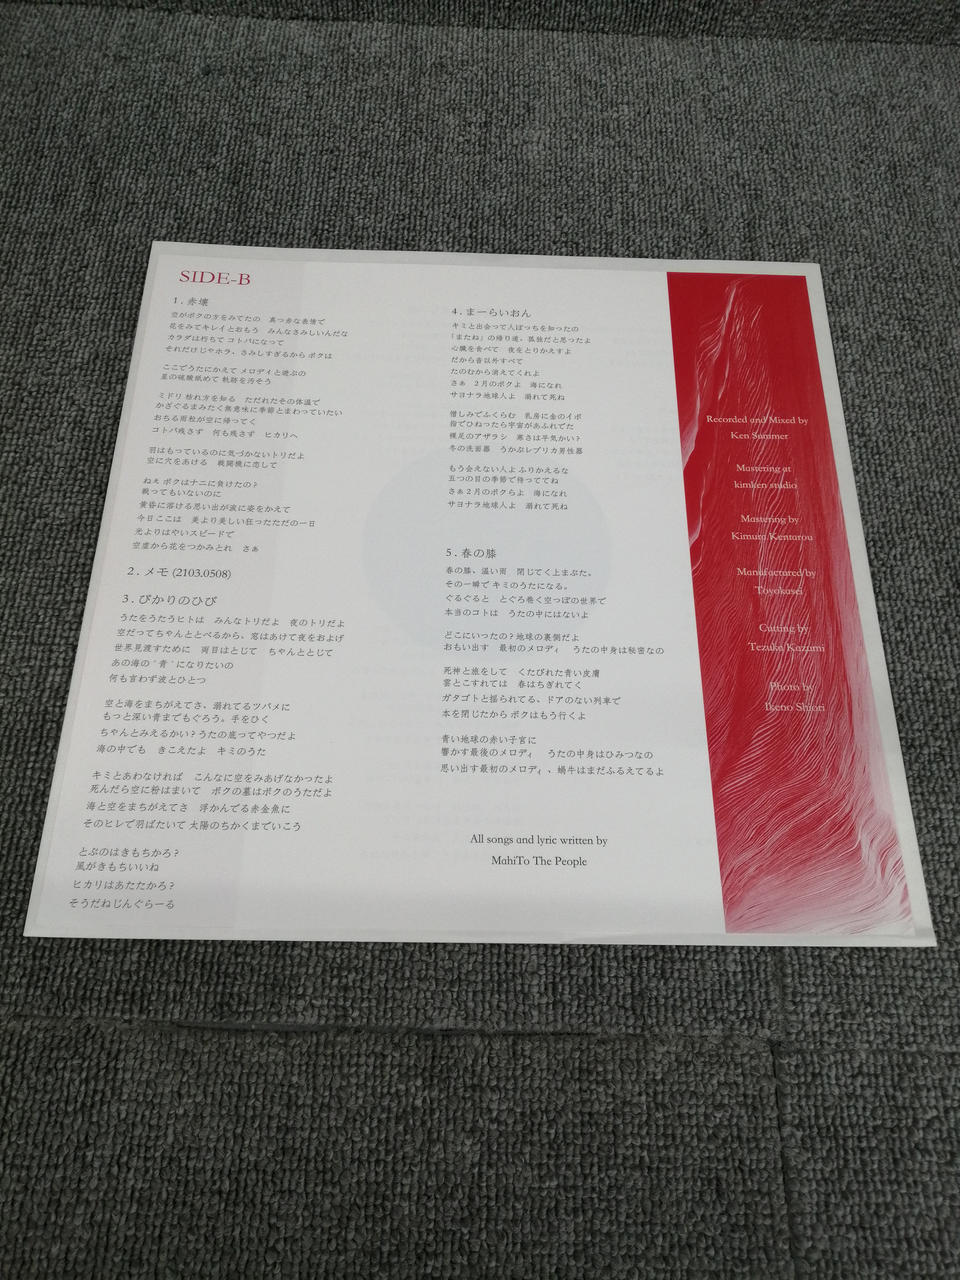 SIDE-B
1 . 赤壊
空がボクの方をみてたの　真っ赤な表情で
花をみてキレイとおもう　みんなさみしいんだな
カラダは朽ちて コトバになって
それだけじゃホラ、さみしすぎるから ボクは
ここでうたにかえて メロディと遊ぶの
星の硫酸舐めて 軌跡を汚そう
ミドリ 枯れ方を知る　ただれたその体温で
かざぐるまみたく無意味に季節とまわっていたい
おちる雨粒が空に帰ってく
コトバ残さず　何も残さず　ヒカリへ
羽はもっているのに気づかないトリだよ
空に穴をあける　戦闘機に恋して
ねぇ ボクはナニに負けたの？
戦ってもいないのに
黄昏に溶ける思い出が波に姿をかえて
今日ここは　美より美しい狂ったただの一日
光よりはやいスピードで
空虚から花をつかみとれ　さぁ
2 . メモ (2103.0508)
3 . ぴかりのひび
うたをうたうヒトは　みんなトリだよ　夜のトリだよ
空だってちゃんととべるから、窓はあけて夜をおよげ
世界見渡すために　両目はとじて　ちゃんととじて
あの海の"青"になりたいの
何も言わず波とひとつ
空と海をまちがえてさ、溺れてるツバメに
もっと深い青までもぐろう。手をひく
ちゃんとみえるかい？うたの底ってやつだよ
海の中でも　きこえたよ　キミのうた
キミとあわなければ　こんなに空をみあげなかったよ
死んだら空に粉はまいて　ボクの墓はボクのうただよ
海と空をまちがえてさ　浮かんでる赤金魚に
そのヒレで羽ばたいて 太陽のちかくまでいこう
とぶのはきもちかろ？
風がきもちいいね
ヒカリはあたたかろ？
そうだねじんぐらーる
4 . まーらいおん
キミと出会って人ぼっちを知ったの
「またね」の帰り道、孤独だと思ったよ
心臓を食べて　夜をとりかえすよ
だから音以外すべて
たのむから消えてくれよ
さぁ　2月のボクよ　海になれ
サヨナラ地球人よ　溺れて死ね
憎しみでふくらむ　乳房に金のイボ
指でひねったら宇宙があふれてた
裸足のアザラシ　寒さは平気かい？
冬の洗面器　うかぶレプリカ男性器
もう会えない人よ ふりかえるな
五つの目の季節で待っててね
さぁ2月のボクらよ　海になれ
サヨナラ地球人よ　溺れて死ね
5 . 春の膝
春の膝、温い雨　閉じてく上まぶた。
その一瞬で キミのうたになる。
ぐるぐると　とぐろ巻く空っぽの世界で
本当のコトは　うたの中にはないよ
どこにいったの？地球の裏側だよ
おもい出す　最初のメロディ　うたの中身は秘密なの
死神と旅をして　くたびれた青い皮膚
雲とこすれては　春はちぎれてく
ガタゴトと揺られてる、ドアのない列車で
本を閉じたから ボクはもう行くよ
青い地球の赤い子宮に
響かす最後のメロディ　うたの中身はひみつなの
思い出す最初のメロディ、蝸牛はまだふるえてるよ
All songs and lyric written by
MahiTo The People
Recorded and Mixed by
Ken Summer
Mastering at
kimken studio
Mastering by
Kimura Kentarou
Manufactured by
Toyokasei
Cutting by
Tezuka Kazumi
Photo by
Ikeno Shiori